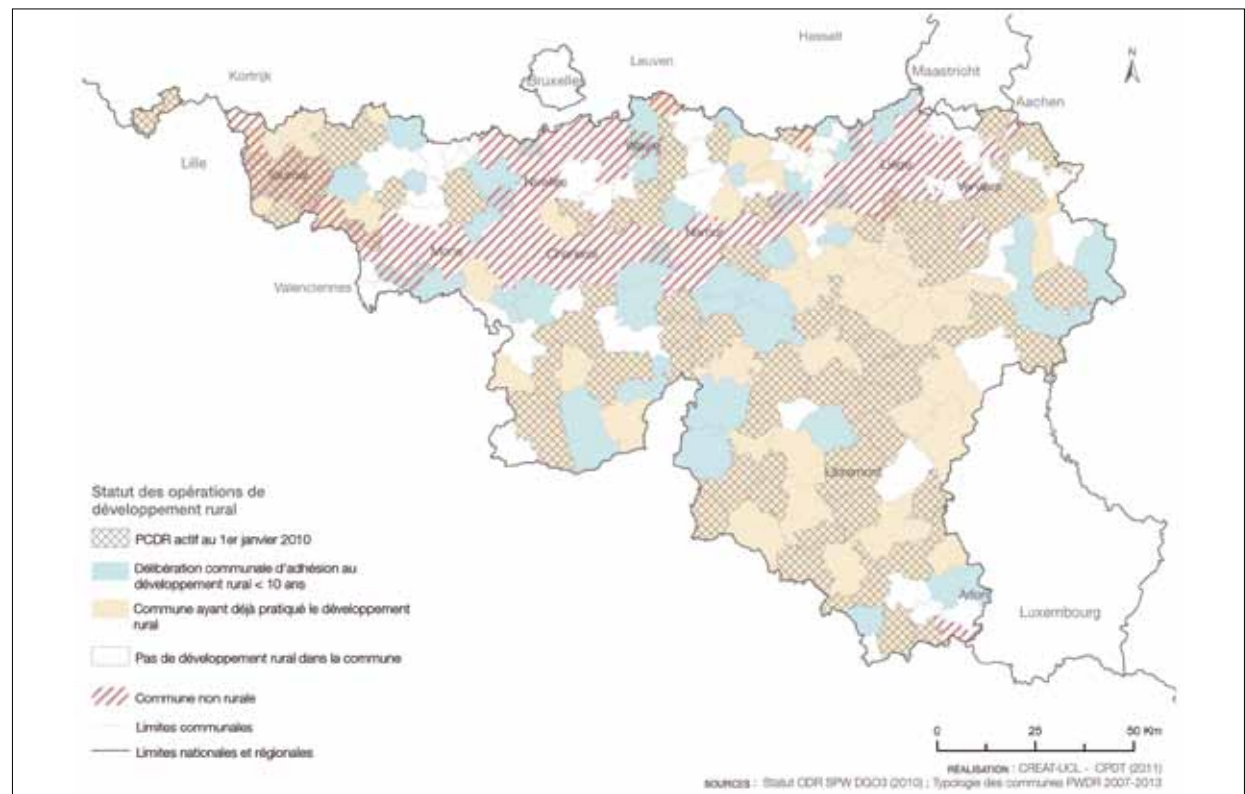 Hasselt
Leuven
Kortrijk
Bruxelles
Maastricht
N
Aachen
Lille
Wavre
Tournai
Liège
Nivelles
Verviers
Namur
Mons
Charleroi
Valenciennes
Libramont
Arlon
Luxembourg
Statut des opérations de
développement rural
PCDR actif au 1er janvier 2010
Délibération communale d'adhésion au
développement rural < 10 ans
Commune ayant déjà pratiqué le développement
rural
Pas de développement rural dans la commune
Commune non rurale
Limites communales
Limites nationales et régionales
0 25 50 Km
RÉALISATION : CREAT-UCL - CPDT (2011)
SOURCES : Statut ODR SPW DGO3 (2010) ; Typologie des communes PWDR 2007-2013